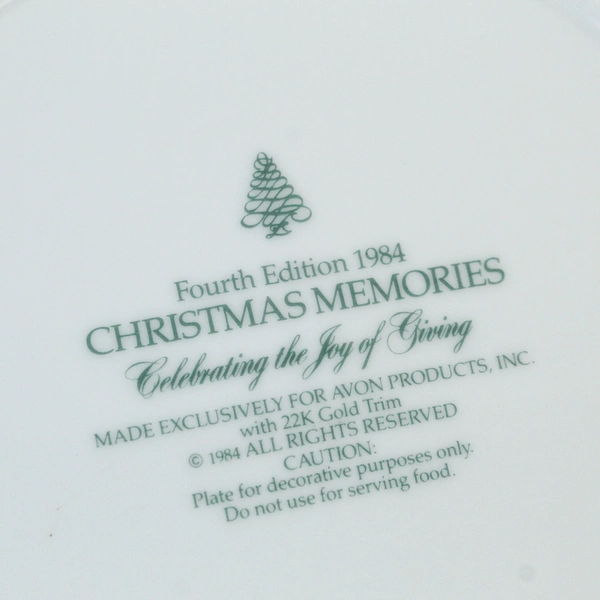 Fourth Edition 1984
CHRISTMAS MEMORIES
Celebrating the Joy of Giving
MADE EXCLUSIVELY FOR AVON PRODUCTS, INC.
with 22K Gold Trim
© 1984 ALL RIGHTS RESERVED
CAUTION:
Plate for decorative purposes only.
Do not use for serving food.